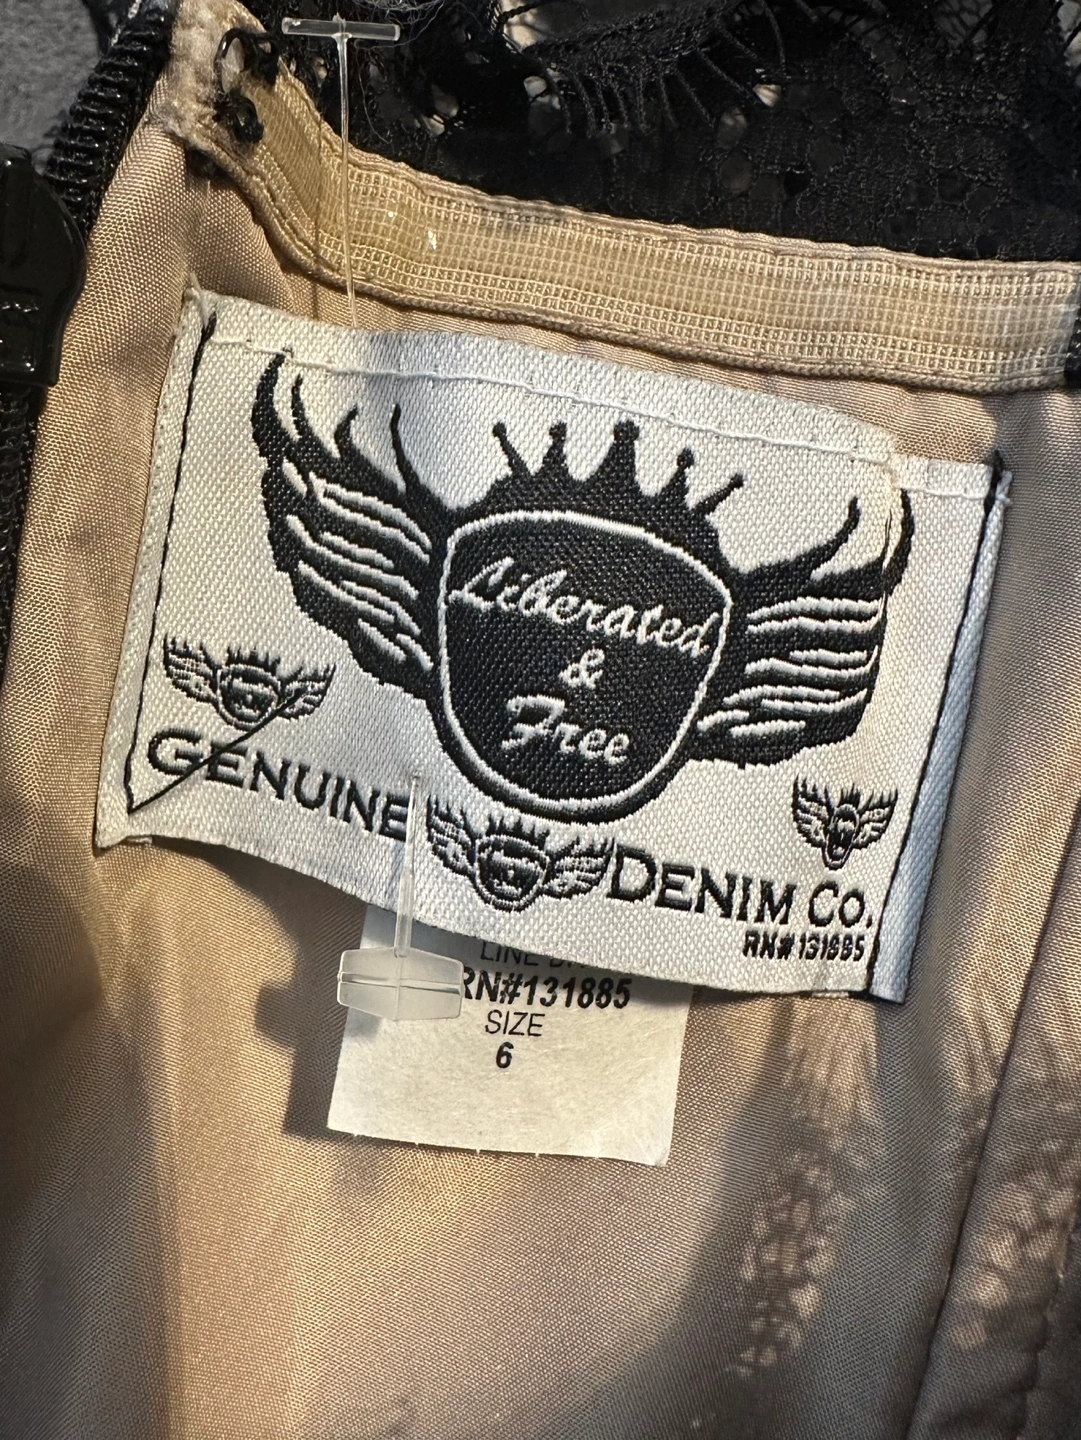 Liberated
&
Free
GENUINE DENIM CO.
RN# 131885
RN#131885
SIZE
6